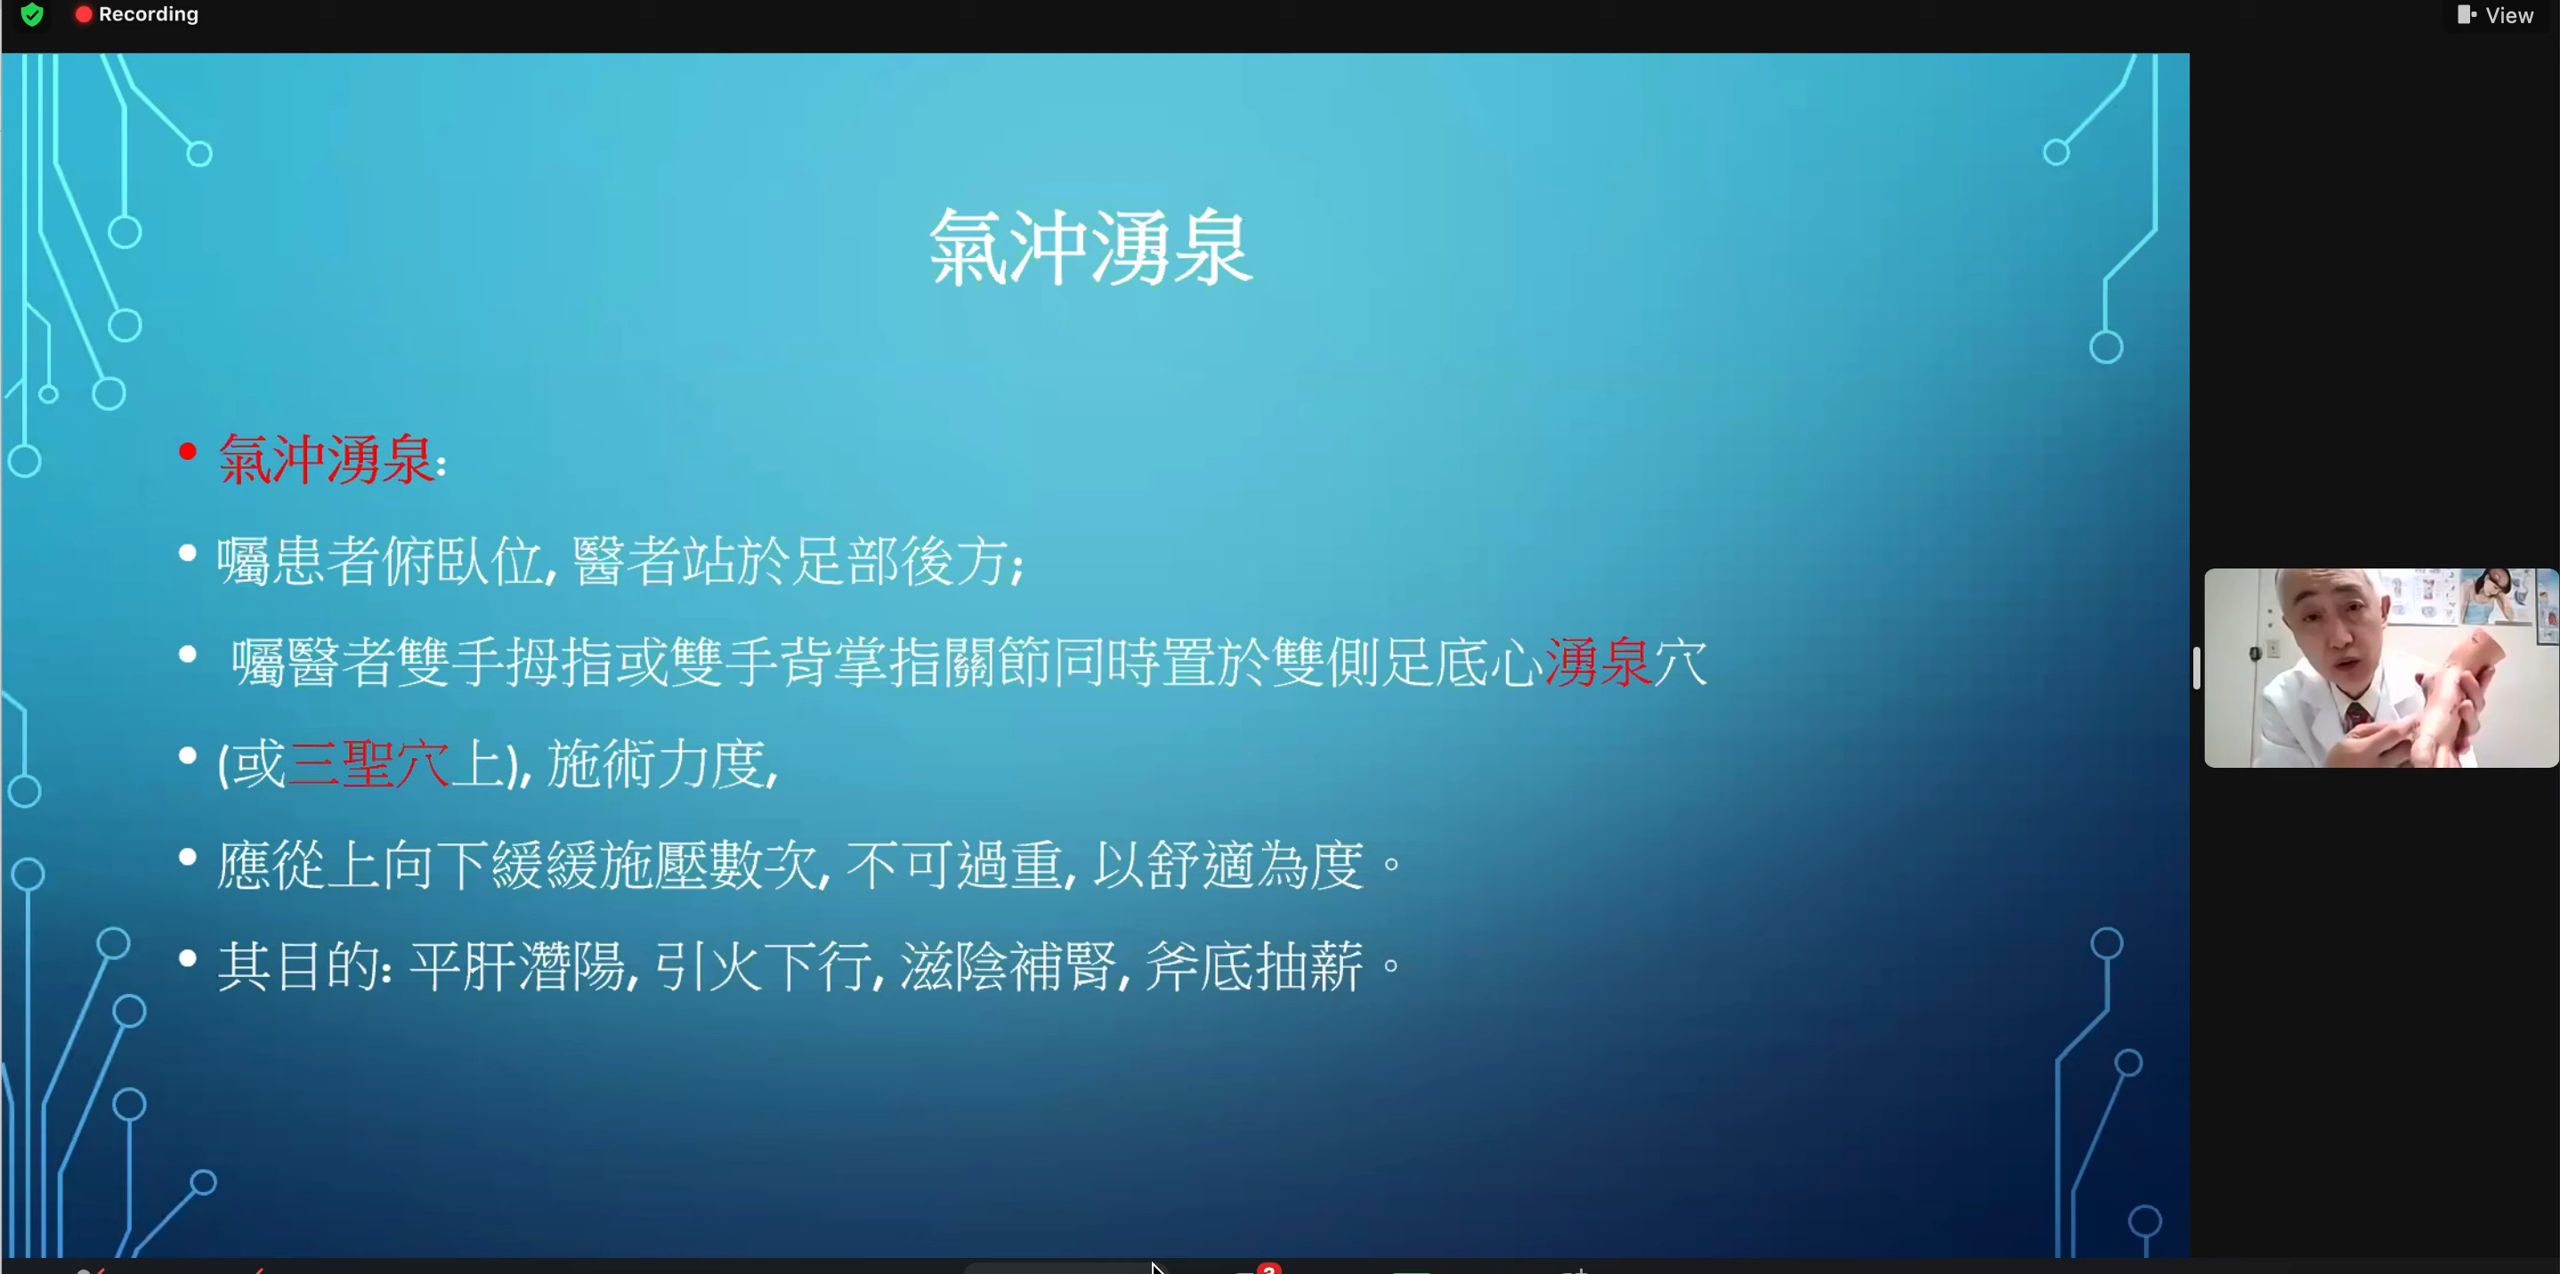 Recording
View
氣沖湧泉
• 氣沖湧泉:
• 囑患者俯臥位, 醫者站於足部後方;
• 囑醫者雙手拇指或雙手背掌指關節同時置於雙側足底心湧泉穴
• (或三聖穴上), 施術力度,
• 應從上向下緩緩施壓數次, 不可過重, 以舒適為度。
• 其目的: 平肝潛陽, 引火下行, 滋陰補腎, 斧底抽薪。